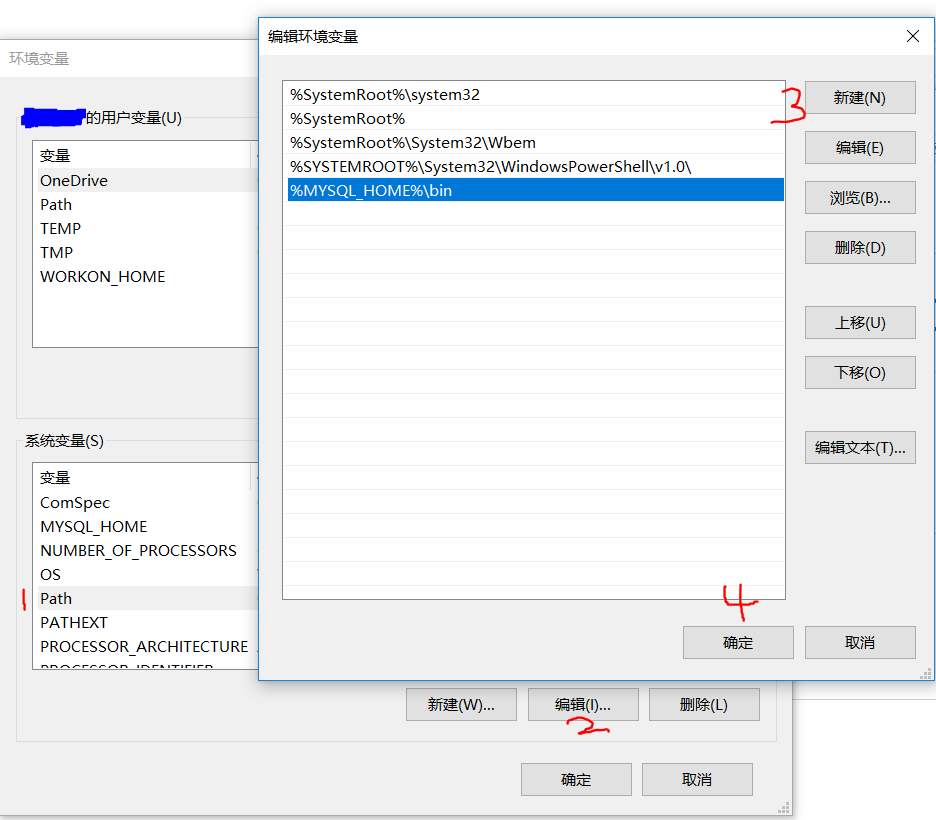 编辑环境变量
环境变量
%SystemRoot%\system32
%SystemRoot%
%SystemRoot%\System32\Wbem
%SYSTEMROOT%\System32\WindowsPowerShell\v1.0\
%MYSQL_HOME%\bin
3
新建(N)
编辑(E)
浏览(B)...
删除(D)
上移(U)
下移(O)
编辑文本(T)...
4
确定
取消
的用户变量(U)
变量
OneDrive
Path
TEMP
TMP
WORKON_HOME
系统变量(S)
变量
ComSpec
MYSQL_HOME
NUMBER_OF_PROCESSORS
OS
1
Path
PATHEXT
PROCESSOR_ARCHITECTURE
PROCESSOR_IDENTIFIER
新建(W)...
编辑(I)...
删除(L)
2
确定
取消